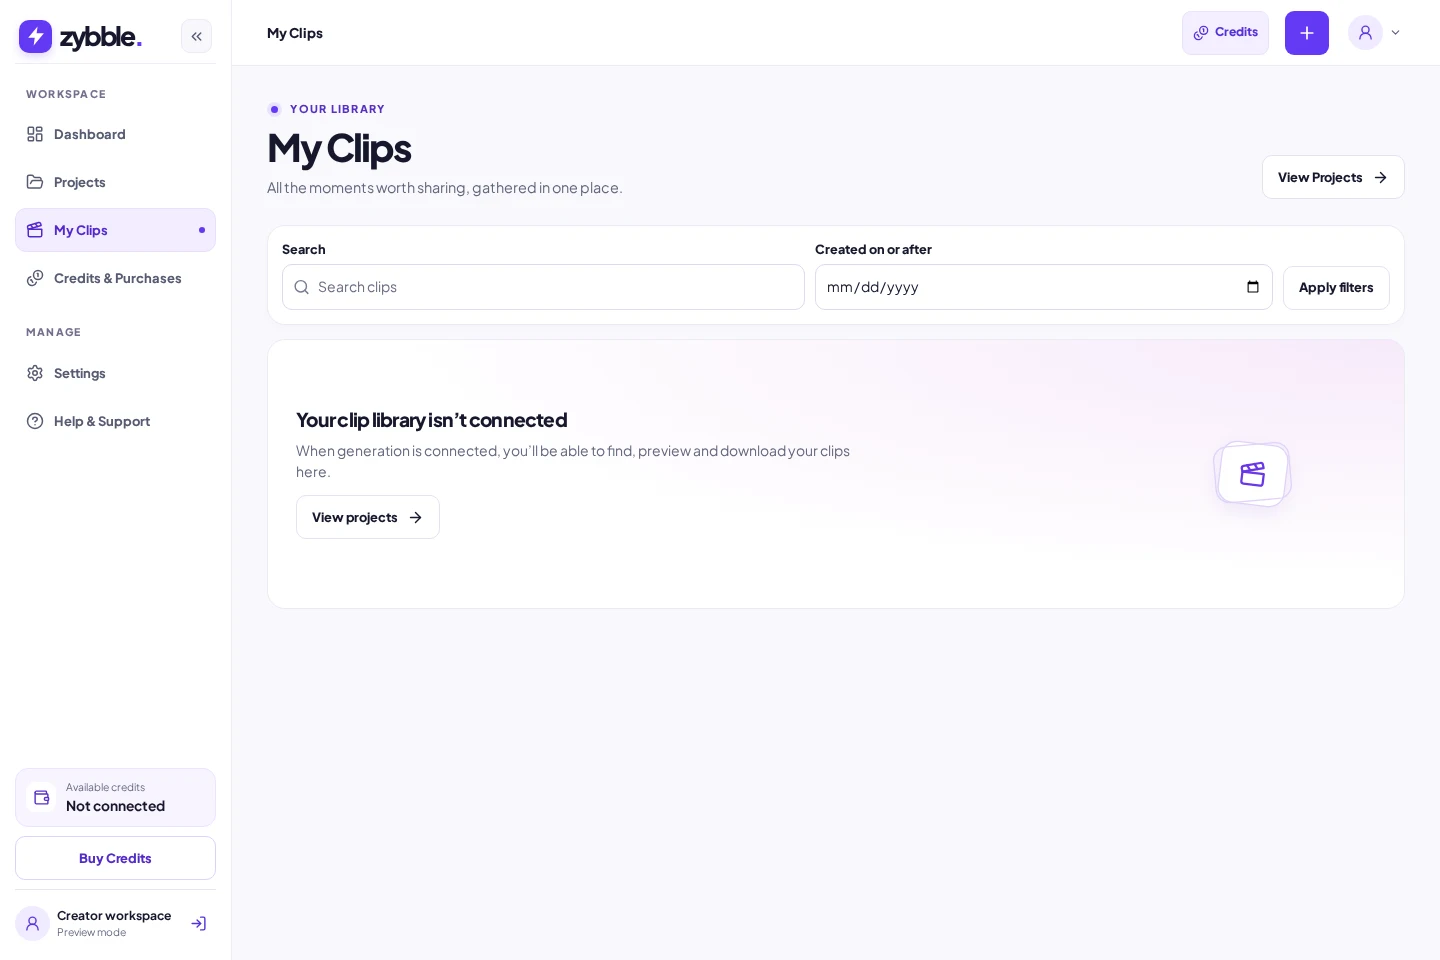 zybble.
WORKSPACE
Dashboard
Projects
My Clips
Credits & Purchases
MANAGE
Settings
Help & Support
Available credits
Not connected
Buy Credits
Creator workspace
Preview mode
My Clips
Credits
YOUR LIBRARY
My Clips
All the moments worth sharing, gathered in one place.
View Projects
Search
Search clips
Created on or after
mm/dd/yyyy
Apply filters
Your clip library isn’t connected
When generation is connected, you’ll be able to find, preview and download your clips
here.
View projects